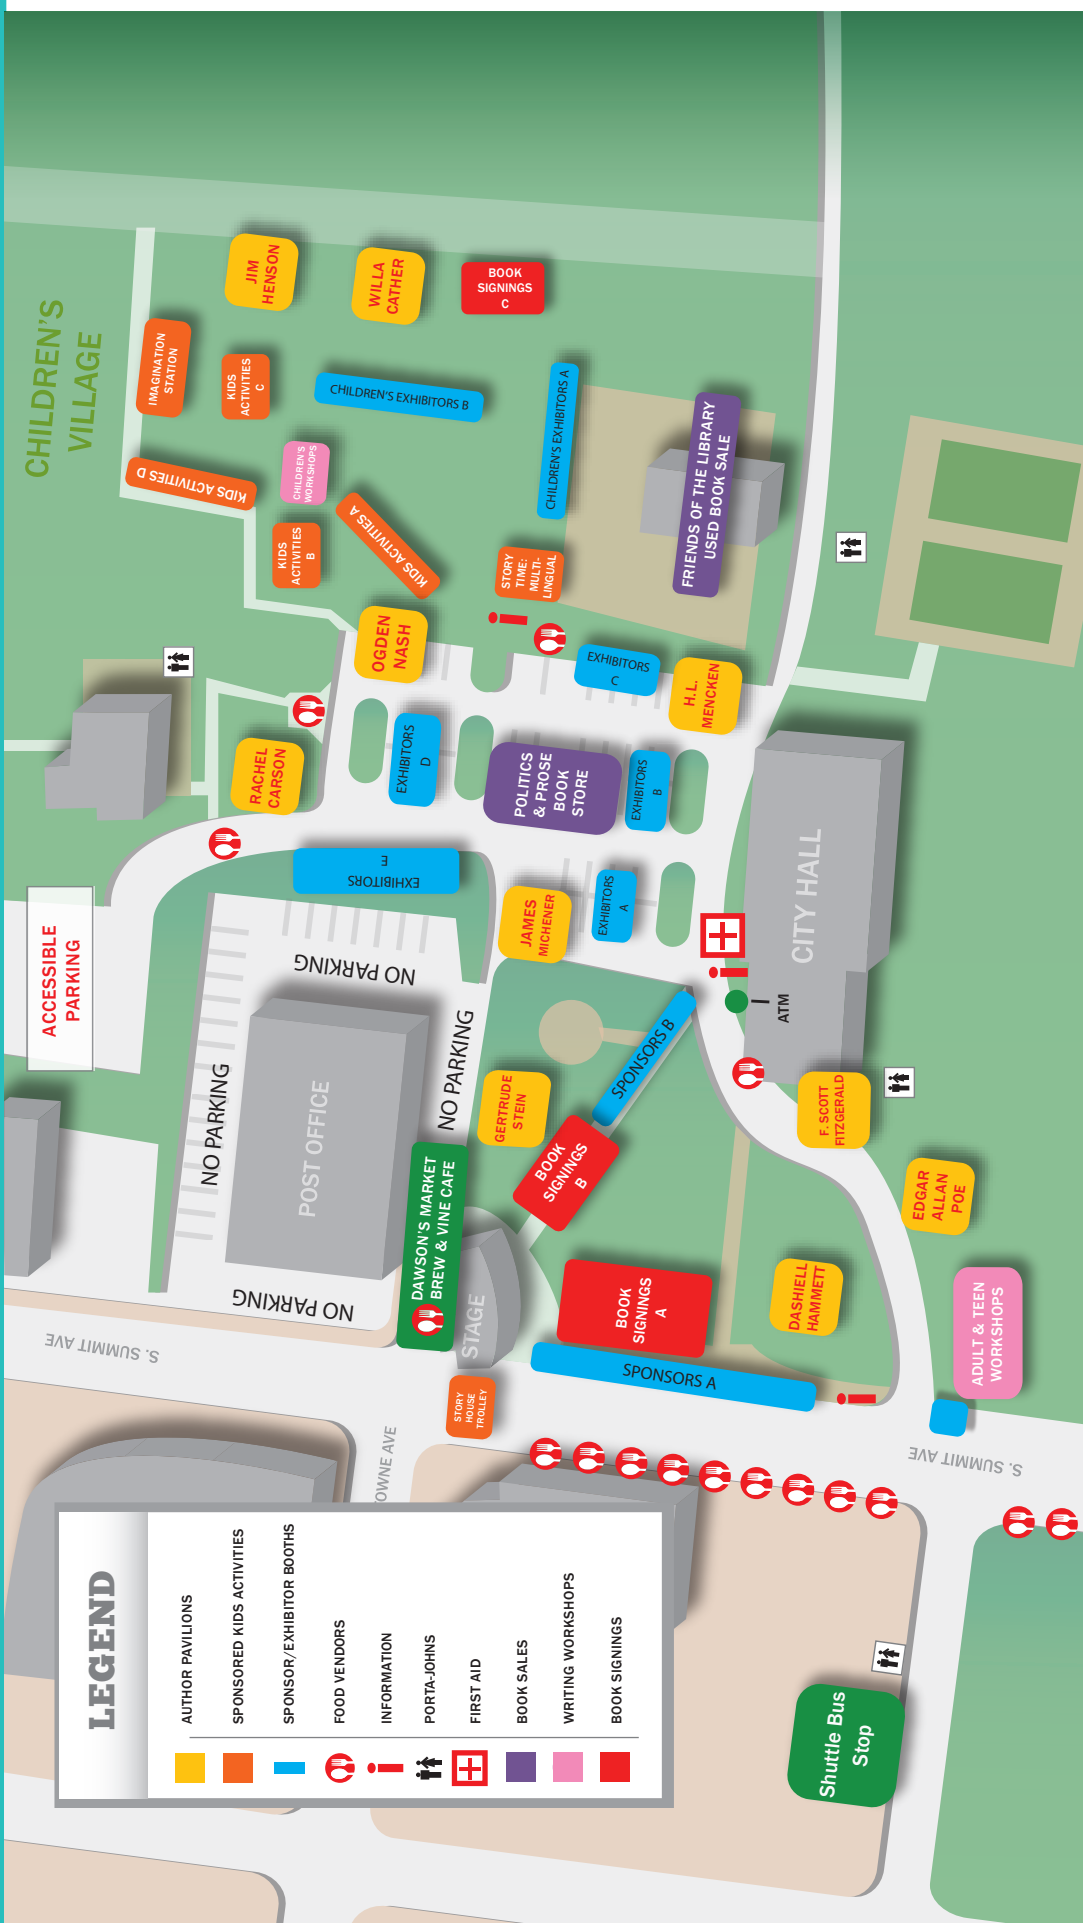 CHILDREN'S
VILLAGE
JIM
HENSON
WILLA
CATHER
BOOK
SIGNINGS
C
IMAGINATION
STATION
KIDS
ACTIVITIES
C
CHILDREN'S EXHIBITORS B
CHILDREN'S EXHIBITORS A
KIDS ACTIVITIES D
CHILDREN'S
WORKSHOPS
KIDS
ACTIVITIES
B
KIDS ACTIVITIES A
STORY
TIME:
MULTI-
LINGUAL
FRIENDS OF THE LIBRARY
USED BOOK SALE
OGDEN
NASH
EXHIBITORS
C
H.L.
MENCKEN
RACHEL
CARSON
EXHIBITORS
D
POLITICS
& PROSE
BOOK
STORE
EXHIBITORS
B
EXHIBITORS
E
JAMES
MICHENER
EXHIBITORS
A
CITY HALL
ACCESSIBLE
PARKING
NO PARKING
NO PARKING
NO PARKING
NO PARKING
POST OFFICE
ATM
SPONSORS B
GERTRUDE
STEIN
BOOK
SIGNINGS
B
F. SCOTT
FITZGERALD
EDGAR
ALLAN
POE
DAWSON'S MARKET
BREW & VINE CAFE
STAGE
BOOK
SIGNINGS
A
DASHIELL
HAMMETT
ADULT & TEEN
WORKSHOPS
SPONSORS A
S. SUMMIT AVE
S. SUMMIT AVE
STORY
HOUSE
TROLLEY
OWNE AVE
Shuttle Bus
Stop
LEGEND
AUTHOR PAVILIONS
SPONSORED KIDS ACTIVITIES
SPONSOR/EXHIBITOR BOOTHS
FOOD VENDORS
INFORMATION
PORTA-JOHNS
FIRST AID
BOOK SALES
WRITING WORKSHOPS
BOOK SIGNINGS